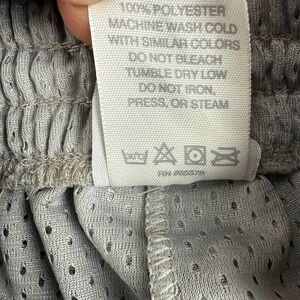 100% POLYESTER
MACHINE WASH COLD
WITH SIMILAR COLORS
DO NOT BLEACH
TUMBLE DRY LOW
DO NOT IRON,
PRESS, OR STEAM
RN